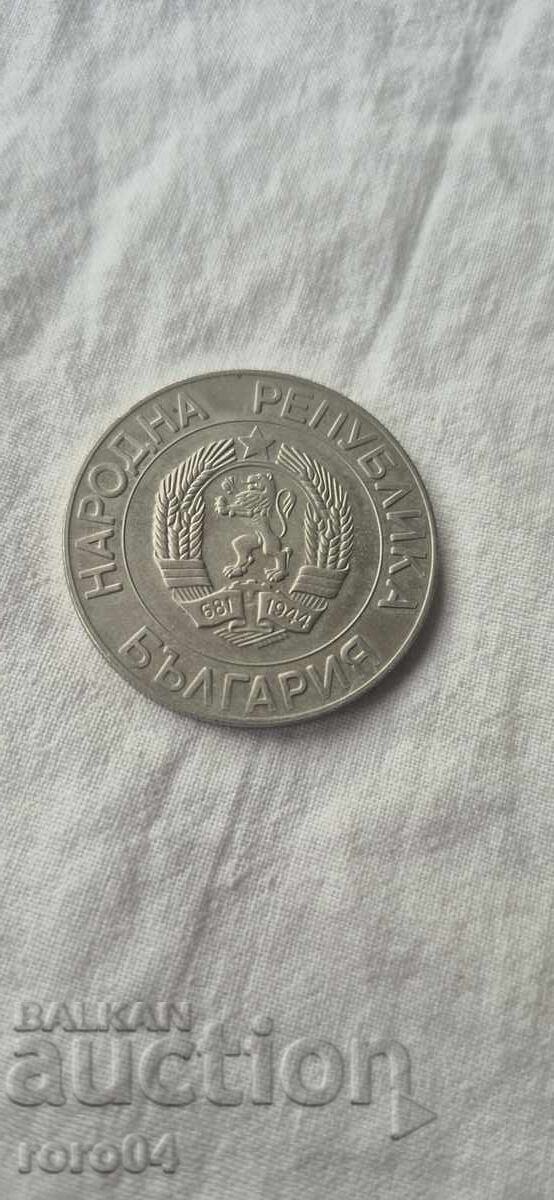 НАРОДНА РЕПУБЛИКА
БЪЛГАРИЯ
681 1944
BALKAN
auction
roro04